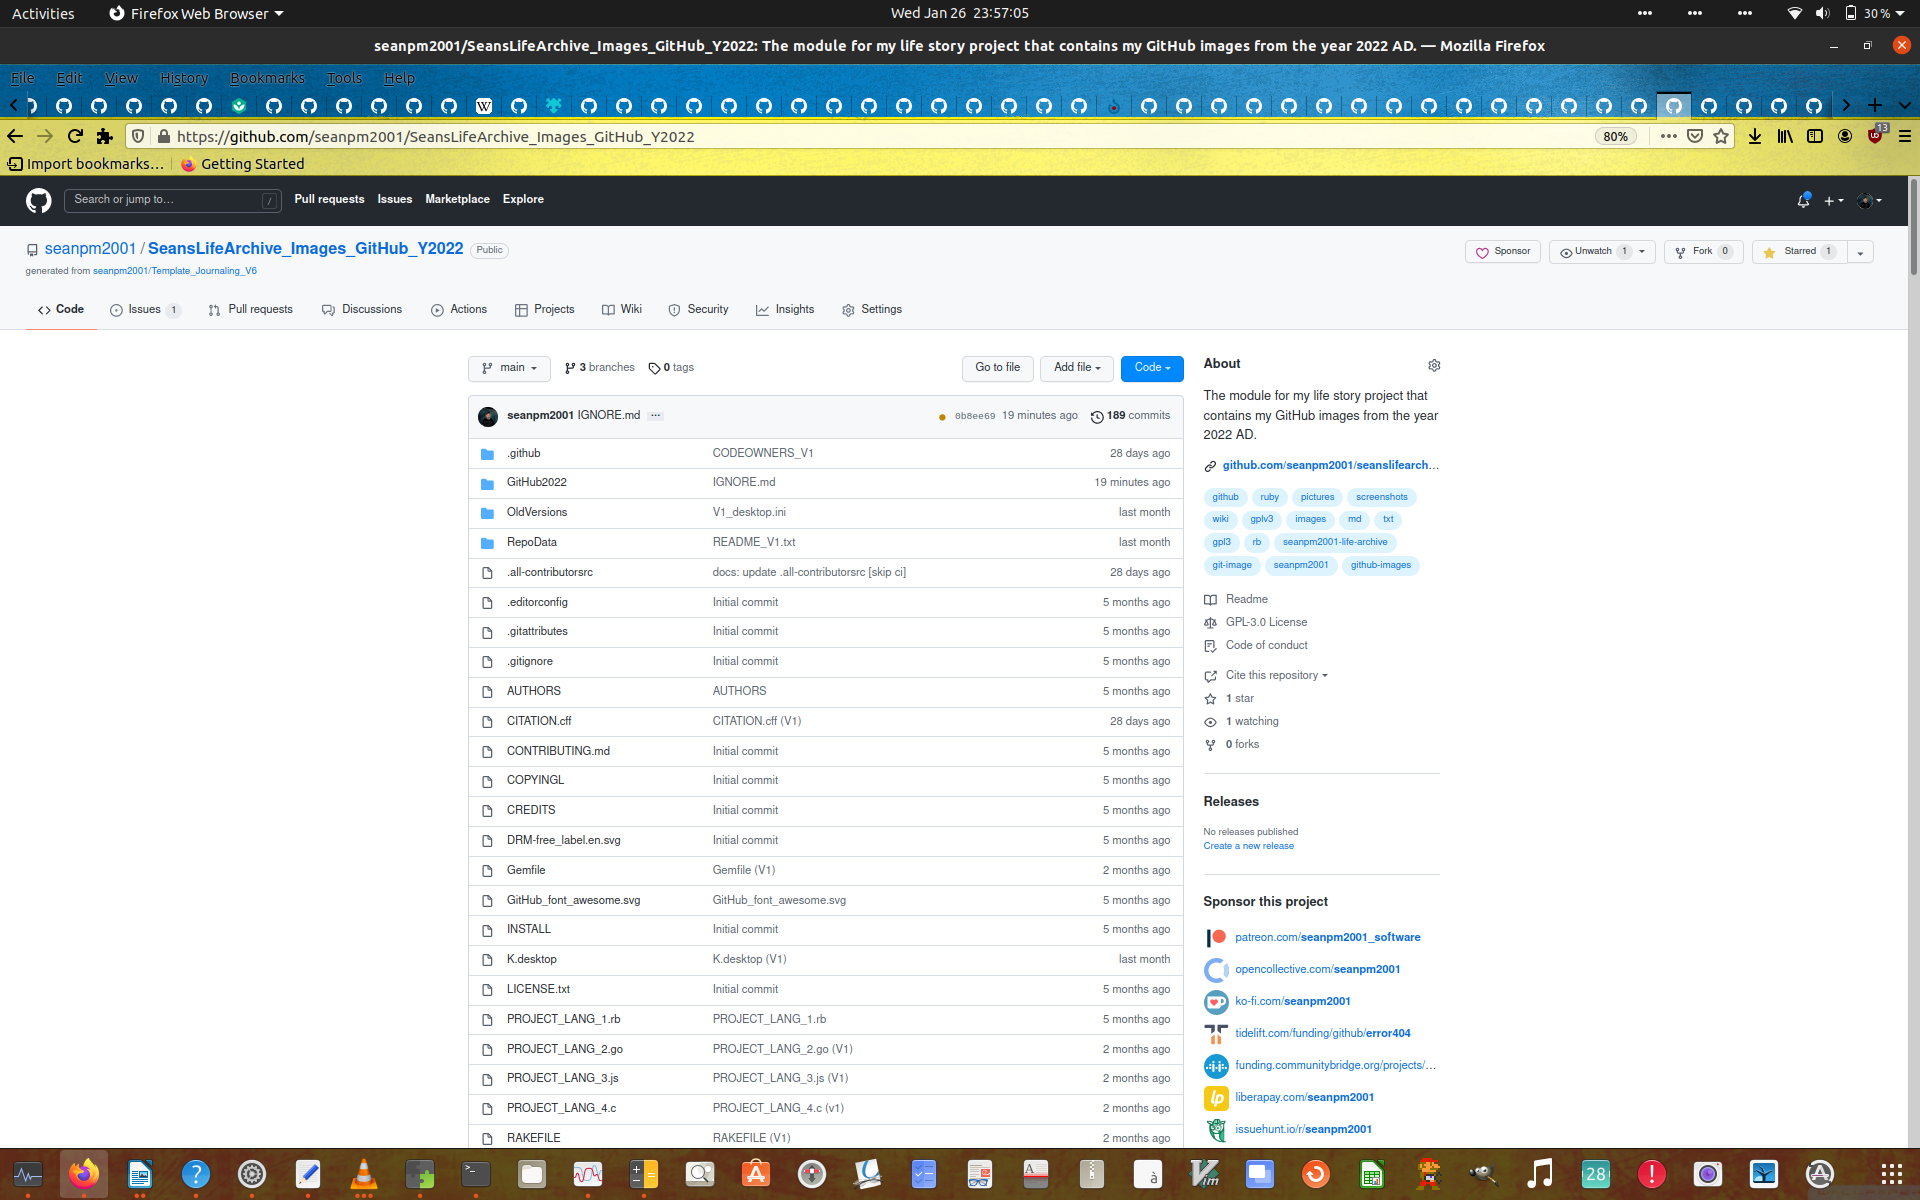 Activities
Firefox Web Browser
Wed Jan 26 23:57:05
30 %
seanpm2001/SeansLifeArchive_Images_GitHub_Y2022: The module for my life story project that contains my GitHub images from the year 2022 AD. — Mozilla Firefox
File Edit View History Bookmarks Tools Help
https://github.com/seanpm2001/SeansLifeArchive_Images_GitHub_Y2022
80%
13
Import bookmarks… Getting Started
Search or jump to… /
Pull requests Issues Marketplace Explore
seanpm2001 / SeansLifeArchive_Images_GitHub_Y2022 Public
generated from seanpm2001/Template_Journaling_V6
Sponsor Unwatch 1 Fork 0 Starred 1
Code Issues 1 Pull requests Discussions Actions Projects Wiki Security Insights Settings
main 3 branches 0 tags Go to file Add file Code
seanpm2001 IGNORE.md ... 0b8ee69 19 minutes ago 189 commits
.github CODEOWNERS_V1 28 days ago
GitHub2022 IGNORE.md 19 minutes ago
OldVersions V1_desktop.ini last month
RepoData README_V1.txt last month
.all-contributorsrc docs: update .all-contributorsrc [skip ci] 28 days ago
.editorconfig Initial commit 5 months ago
.gitattributes Initial commit 5 months ago
.gitignore Initial commit 5 months ago
AUTHORS AUTHORS 5 months ago
CITATION.cff CITATION.cff (V1) 28 days ago
CONTRIBUTING.md Initial commit 5 months ago
COPYINGL Initial commit 5 months ago
CREDITS Initial commit 5 months ago
DRM-free_label.en.svg Initial commit 5 months ago
Gemfile Gemfile (V1) 2 months ago
GitHub_font_awesome.svg GitHub_font_awesome.svg 5 months ago
INSTALL Initial commit 5 months ago
K.desktop K.desktop (V1) last month
LICENSE.txt Initial commit 5 months ago
PROJECT_LANG_1.rb PROJECT_LANG_1.rb 5 months ago
PROJECT_LANG_2.go PROJECT_LANG_2.go (V1) 2 months ago
PROJECT_LANG_3.js PROJECT_LANG_3.js (V1) 2 months ago
PROJECT_LANG_4.c PROJECT_LANG_4.c (v1) 2 months ago
RAKEFILE RAKEFILE (V1) 2 months ago
About
The module for my life story project that
contains my GitHub images from the year
2022 AD.
github.com/seanpm2001/seanslifearch…
github ruby pictures screenshots
wiki gplv3 images md txt
gpl3 rb seanpm2001-life-archive
git-image seanpm2001 github-images
Readme
GPL-3.0 License
Code of conduct
Cite this repository
1 star
1 watching
0 forks
Releases
No releases published
Create a new release
Sponsor this project
patreon.com/seanpm2001_software
opencollective.com/seanpm2001
ko-fi.com/seanpm2001
tidelift.com/funding/github/error404
funding.communitybridge.org/projects/…
liberapay.com/seanpm2001
issuehunt.io/r/seanpm2001
28